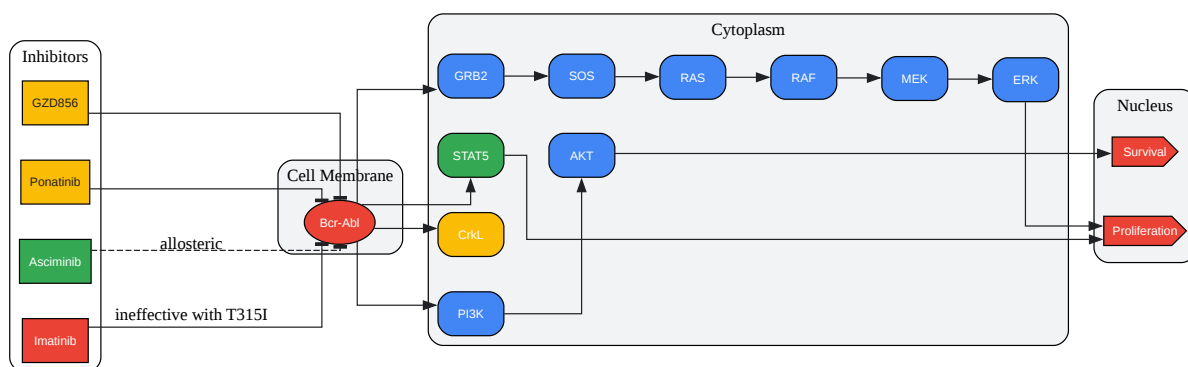 Inhibitors
GZD856
Ponatinib
Asciminib
Imatinib
allosteric
ineffective with T315I
Cell Membrane
Bcr-Abl
Cytoplasm
GRB2
SOS
RAS
RAF
MEK
ERK
STAT5
AKT
CrkL
PI3K
Nucleus
Survival
Proliferation